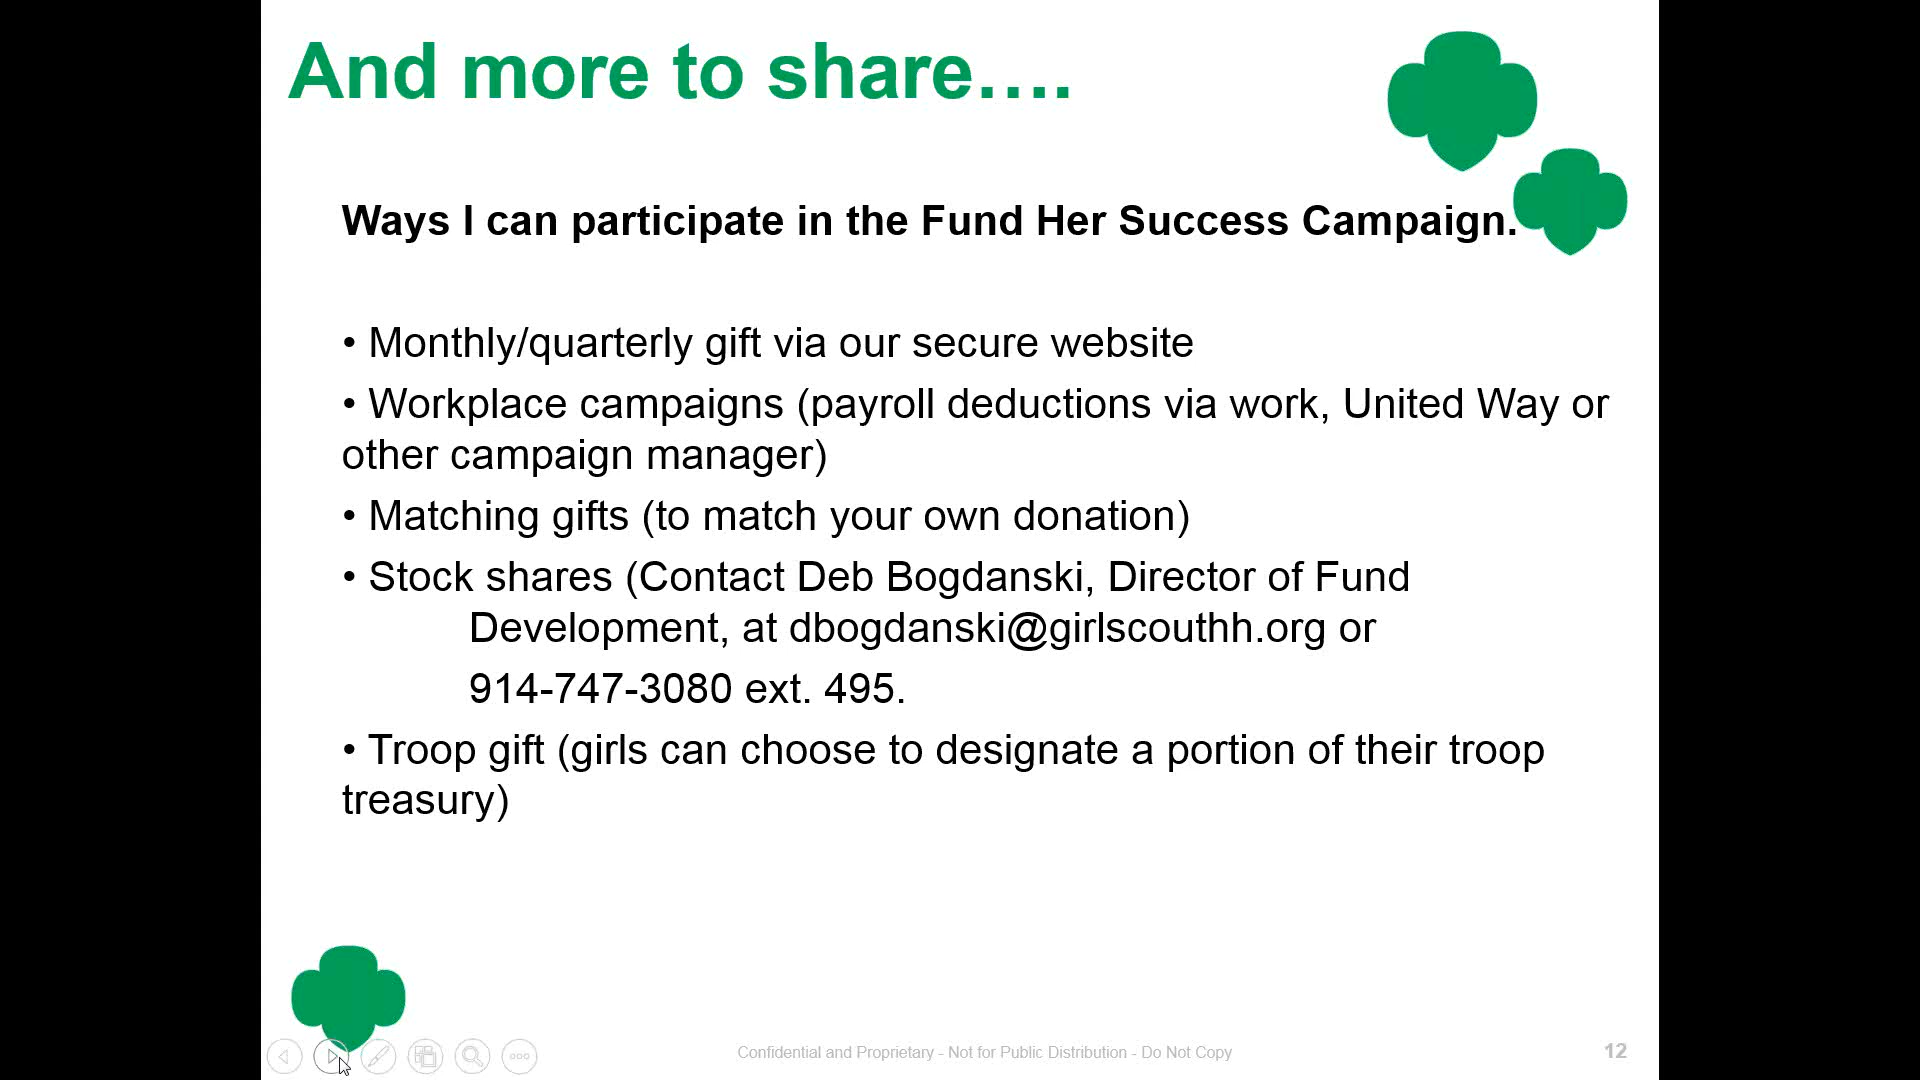 And more to share….
Ways I can participate in the Fund Her Success Campaign.
• Monthly/quarterly gift via our secure website
• Workplace campaigns (payroll deductions via work, United Way or
other campaign manager)
• Matching gifts (to match your own donation)
• Stock shares (Contact Deb Bogdanski, Director of Fund
Development, at dbogdanski@girlscouthh.org or
914-747-3080 ext. 495.
• Troop gift (girls can choose to designate a portion of their troop
treasury)
Confidential and Proprietary - Not for Public Distribution - Do Not Copy
12